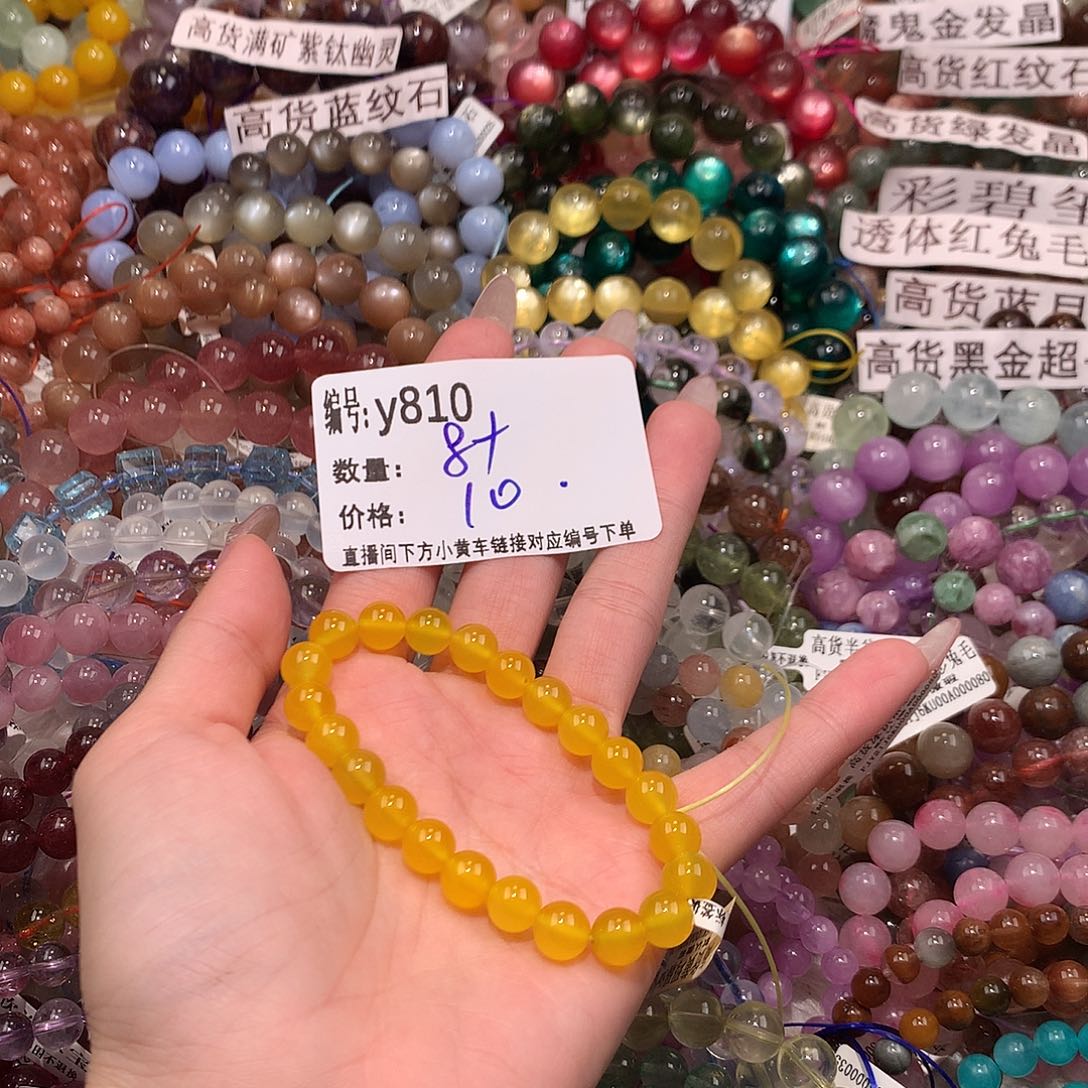 高货满矿紫钛幽灵
高货蓝纹石
魔鬼金发晶
高货红纹石
高货绿发晶
彩碧玺
透体红兔毛
高货蓝月
高货黑金超
编号:y810
数量: 8+
价格: 10.
直播间下方小黄车链接对应编号下单
高货半
兔毛